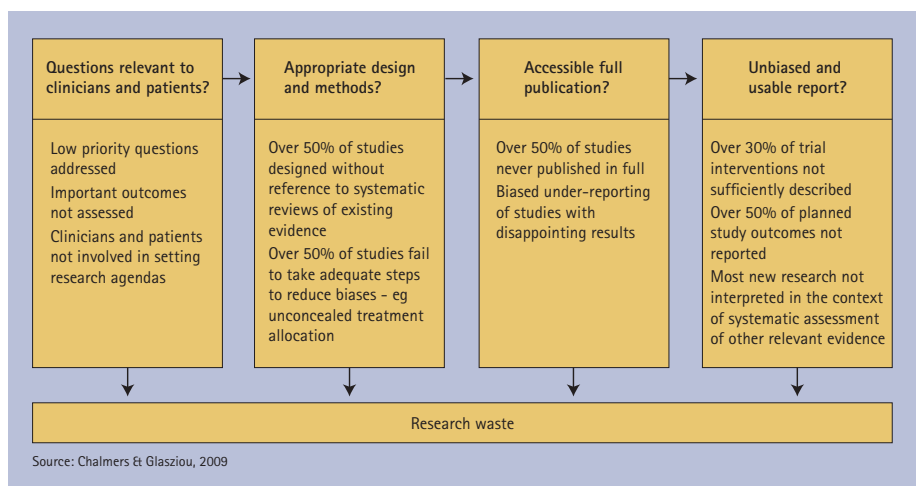 Questions relevant to
clinicians and patients?
Low priority questions
addressed
Important outcomes
not assessed
Clinicians and patients
not involved in setting
research agendas
Appropriate design
and methods?
Over 50% of studies
designed without
reference to systematic
reviews of existing
evidence
Over 50% of studies fail
to take adequate steps
to reduce biases - eg
unconcealed treatment
allocation
Accessible full
publication?
Over 50% of studies
never published in full
Biased under-reporting
of studies with
disappointing results
Unbiased and
usable report?
Over 30% of trial
interventions not
sufficiently described
Over 50% of planned
study outcomes not
reported
Most new research not
interpreted in the context
of systematic assessment
of other relevant evidence
Research waste
Source: Chalmers & Glasziou, 2009